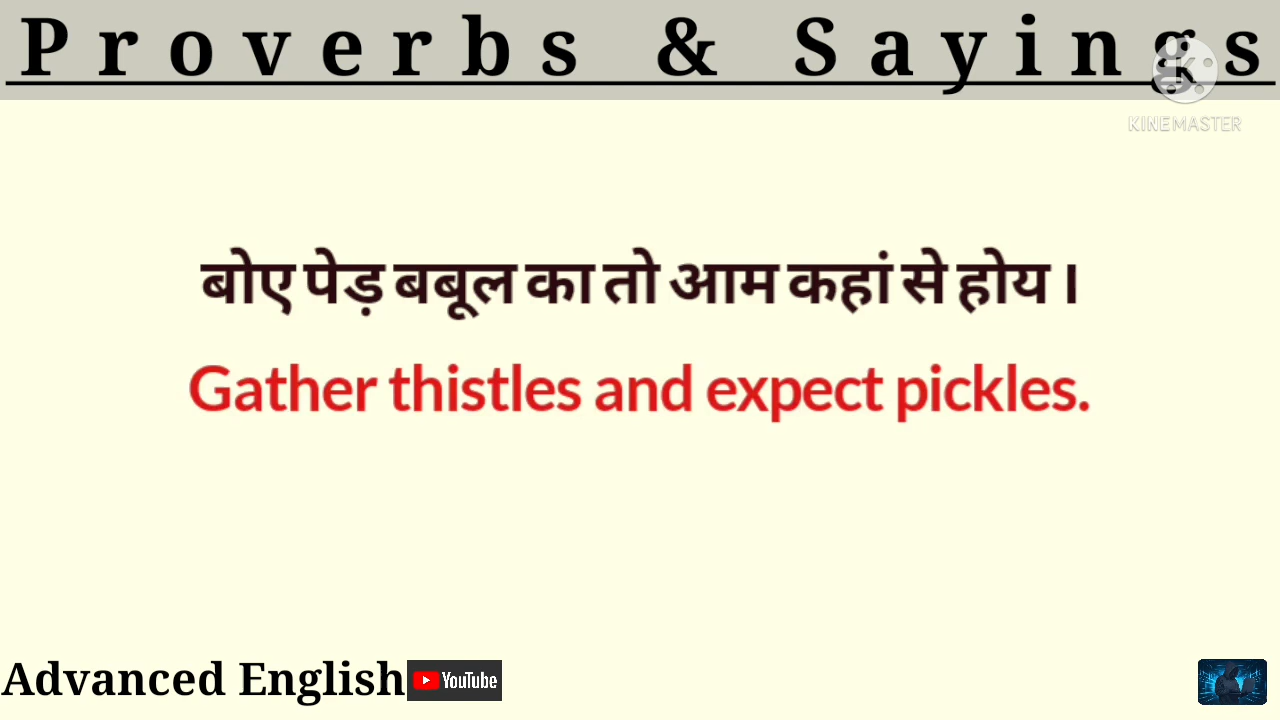 Proverbs & Sayings
KINEMASTER
बोए पेड़ बबूल का तो आम कहां से होय ।
Gather thistles and expect pickles.
Advanced English YouTube